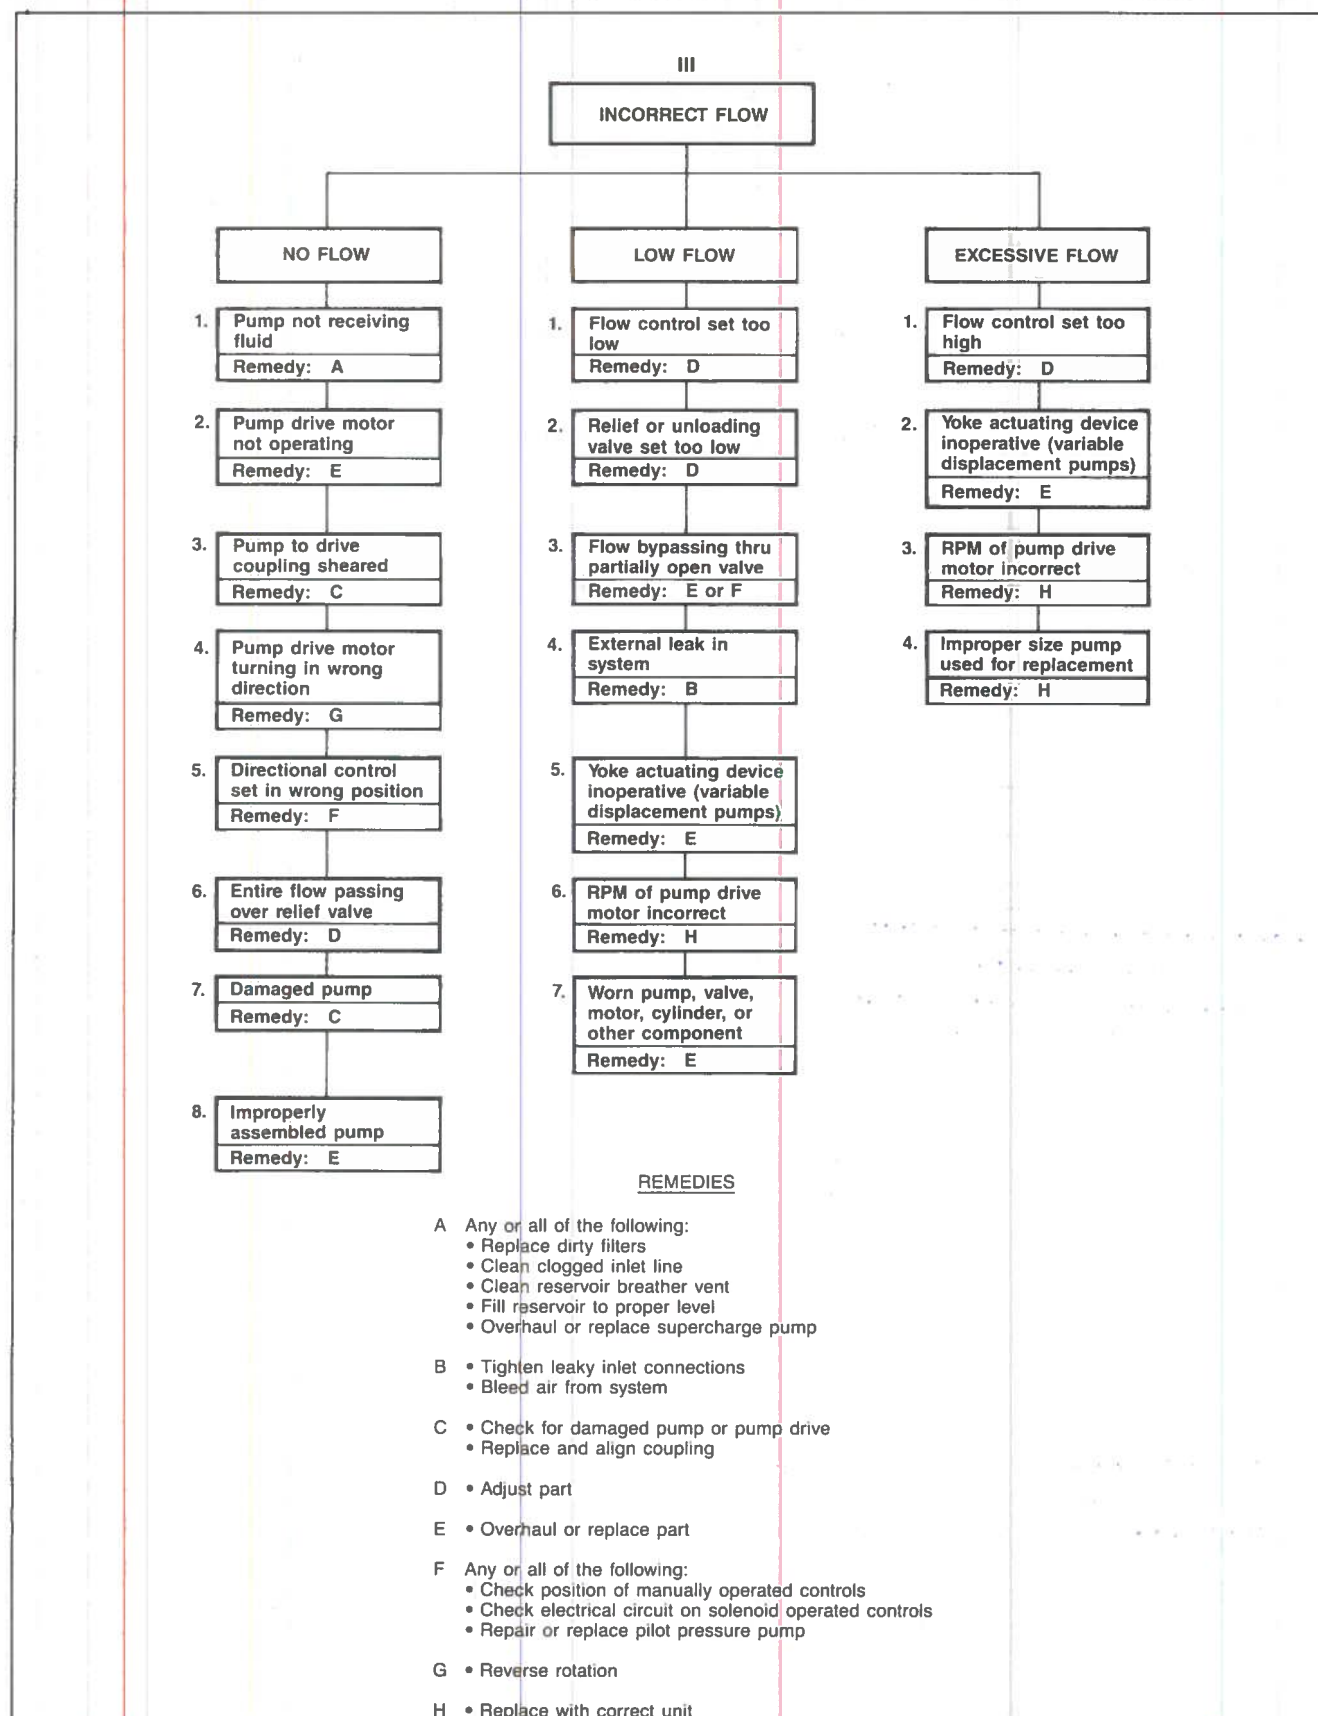 III
INCORRECT FLOW
NO FLOW
1. Pump not receiving
fluid
Remedy: A
2. Pump drive motor
not operating
Remedy: E
3. Pump to drive
coupling sheared
Remedy: C
4. Pump drive motor
turning in wrong
direction
Remedy: G
5. Directional control
set in wrong position
Remedy: F
6. Entire flow passing
over relief valve
Remedy: D
7. Damaged pump
Remedy: C
8. Improperly
assembled pump
Remedy: E
LOW FLOW
1. Flow control set too
low
Remedy: D
2. Relief or unloading
valve set too low
Remedy: D
3. Flow bypassing thru
partially open valve
Remedy: E or F
4. External leak in
system
Remedy: B
5. Yoke actuating device
inoperative (variable
displacement pumps)
Remedy: E
6. RPM of pump drive
motor incorrect
Remedy: H
7. Worn pump, valve,
motor, cylinder, or
other component
Remedy: E
EXCESSIVE FLOW
1. Flow control set too
high
Remedy: D
2. Yoke actuating device
inoperative (variable
displacement pumps)
Remedy: E
3. RPM of pump drive
motor incorrect
Remedy: H
4. Improper size pump
used for replacement
Remedy: H
REMEDIES
A Any or all of the following:
• Replace dirty filters
• Clean clogged inlet line
• Clean reservoir breather vent
• Fill reservoir to proper level
• Overhaul or replace supercharge pump
B • Tighten leaky inlet connections
• Bleed air from system
C • Check for damaged pump or pump drive
• Replace and align coupling
D • Adjust part
E • Overhaul or replace part
F Any or all of the following:
• Check position of manually operated controls
• Check electrical circuit on solenoid operated controls
• Repair or replace pilot pressure pump
G • Reverse rotation
H • Replace with correct unit